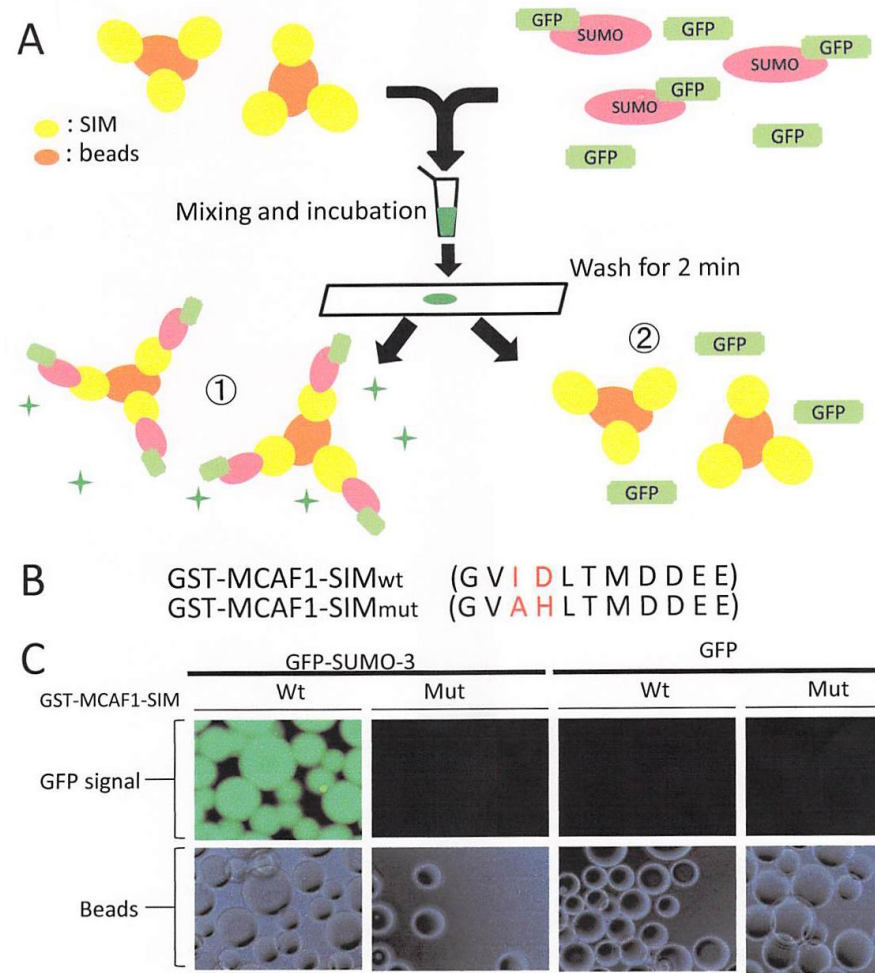 A
GFP
SUMO
GFP
GFP
SUMO
GFP
SUMO
GFP
GFP
: SIM
: beads
Mixing and incubation
Wash for 2 min
①
②
GFP
GFP
GFP
B
GST-MCAF1-SIMwt (G V I D L T M D D E E)
GST-MCAF1-SIMmut (G V A H L T M D D E E)
C
GFP-SUMO-3 GFP
GST-MCAF1-SIM Wt Mut Wt Mut
GFP signal
Beads